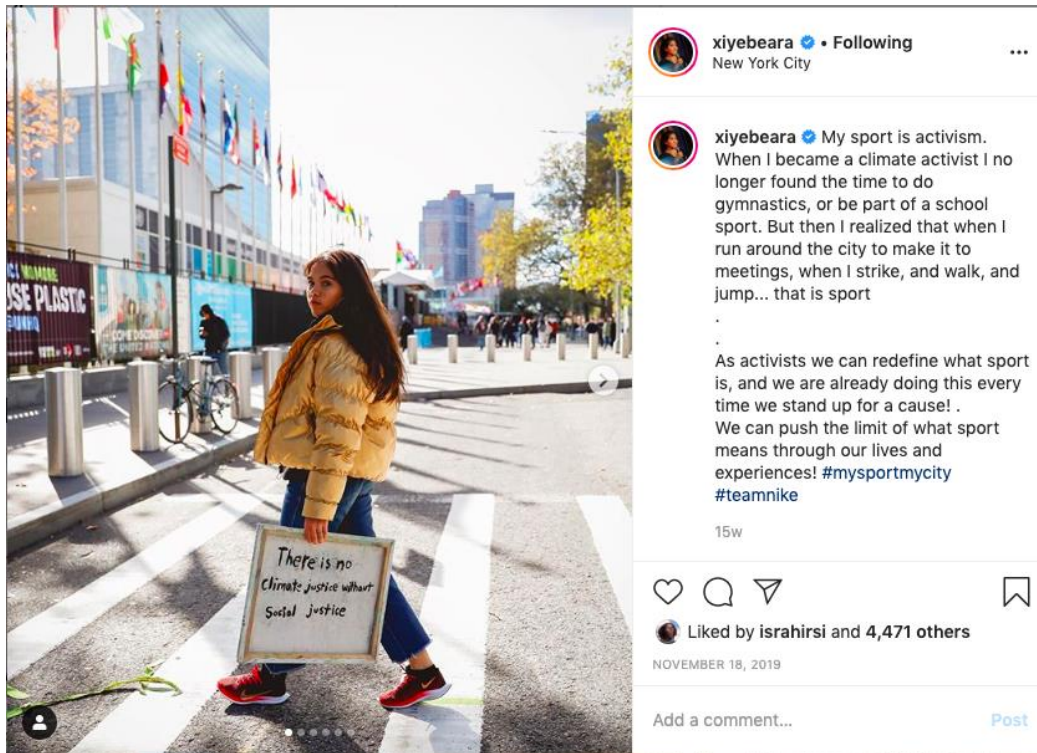 USE PLASTIC
COME DISCOVER
There is no
Climate justice without
Social justice
xiyebeara • Following
New York City
xiyebeara My sport is activism.
When I became a climate activist I no
longer found the time to do
gymnastics, or be part of a school
sport. But then I realized that when I
run around the city to make it to
meetings, when I strike, and walk, and
jump... that is sport
.
.
As activists we can redefine what sport
is, and we are already doing this every
time we stand up for a cause! .
We can push the limit of what sport
means through our lives and
experiences! #mysportmycity
#teamnike
15w
Liked by israhirsi and 4,471 others
NOVEMBER 18, 2019
Add a comment...
Post